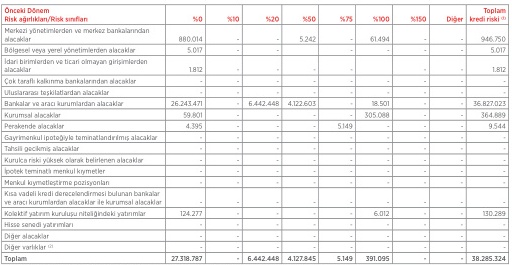 Önceki Dönem
Risk ağırlıkları/Risk sınıfları %0 %10 %20 %50 %75 %100 %150 Diğer Toplam kredi riski (1)
Merkezi yönetimlerden ve merkez bankalarından
alacaklar 880.014 - - 5.242 - 61.494 - - 946.750
Bölgesel veya yerel yönetimlerden alacaklar 5.017 - - - - - - - 5.017
İdari birimlerden ve ticari olmayan girişimlerden
alacaklar 1.812 - - - - - - - 1.812
Çok taraflı kalkınma bankalarından alacaklar - - - - - - - - -
Uluslararası teşkilatlardan alacaklar - - - - - - - - -
Bankalar ve aracı kurumlardan alacaklar 26.243.471 - 6.442.448 4.122.603 - 18.501 - - 36.827.023
Kurumsal alacaklar 59.801 - - - - 305.088 - - 364.889
Perakende alacaklar 4.395 - - - 5.149 - - - 9.544
Gayrimenkul ipoteğiyle teminatlandırılmış alacaklar - - - - - - - - -
Tahsili gecikmiş alacaklar - - - - - - - - -
Kurulca riski yüksek olarak belirlenen alacaklar - - - - - - - - -
İpotek teminatlı menkul kıymetler - - - - - - - - -
Menkul kıymetleştirme pozisyonları - - - - - - - - -
Kısa vadeli kredi derecelendirmesi bulunan bankalar
ve aracı kurumlardan alacaklar ile kurumsal alacaklar - - - - - - - - -
Kolektif yatırım kuruluşu niteliğindeki yatırımlar 124.277 - - - - 6.012 - - 130.289
Hisse senedi yatırımları - - - - - - - - -
Diğer alacaklar - - - - - - - - -
Diğer varlıklar (2) - - - - - - - - -
Toplam 27.318.787 - 6.442.448 4.127.845 5.149 391.095 - - 38.285.324